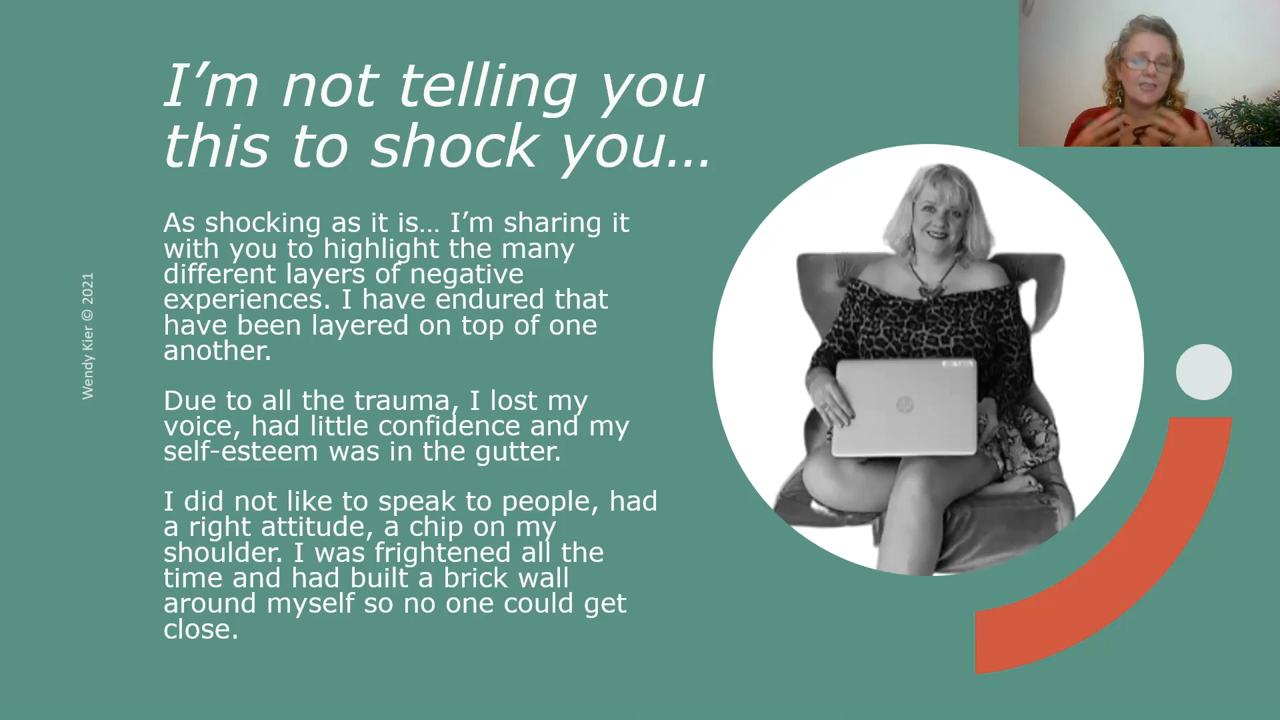 I’m not telling you
this to shock you…
As shocking as it is… I’m sharing it
with you to highlight the many
different layers of negative
experiences. I have endured that
have been layered on top of one
another.
Due to all the trauma, I lost my
voice, had little confidence and my
self-esteem was in the gutter.
I did not like to speak to people, had
a right attitude, a chip on my
shoulder. I was frightened all the
time and had built a brick wall
around myself so no one could get
close.
Wendy Kier © 2021